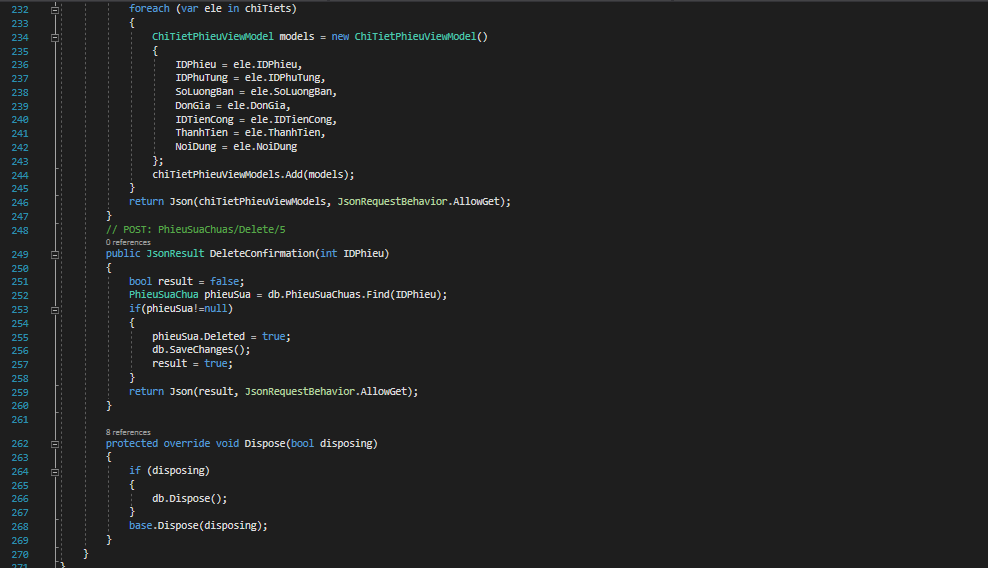 232 foreach (var ele in chiTiets)
233 {
234 ChiTietPhieuViewModel models = new ChiTietPhieuViewModel()
235 {
236 IDPhieu = ele.IDPhieu,
237 IDPhuTung = ele.IDPhuTung,
238 SoLuongBan = ele.SoLuongBan,
239 DonGia = ele.DonGia,
240 IDTienCong = ele.IDTienCong,
241 ThanhTien = ele.ThanhTien,
242 NoiDung = ele.NoiDung
243 };
244 chiTietPhieuViewModels.Add(models);
245 }
246 return Json(chiTietPhieuViewModels, JsonRequestBehavior.AllowGet);
247 }
248 // POST: PhieuSuaChuas/Delete/5
0 references
249 public JsonResult DeleteConfirmation(int IDPhieu)
250 {
251 bool result = false;
252 PhieuSuaChua phieuSua = db.PhieuSuaChuas.Find(IDPhieu);
253 if(phieuSua!=null)
254 {
255 phieuSua.Deleted = true;
256 db.SaveChanges();
257 result = true;
258 }
259 return Json(result, JsonRequestBehavior.AllowGet);
260 }
261
8 references
262 protected override void Dispose(bool disposing)
263 {
264 if (disposing)
265 {
266 db.Dispose();
267 }
268 base.Dispose(disposing);
269 }
270 }
271 }